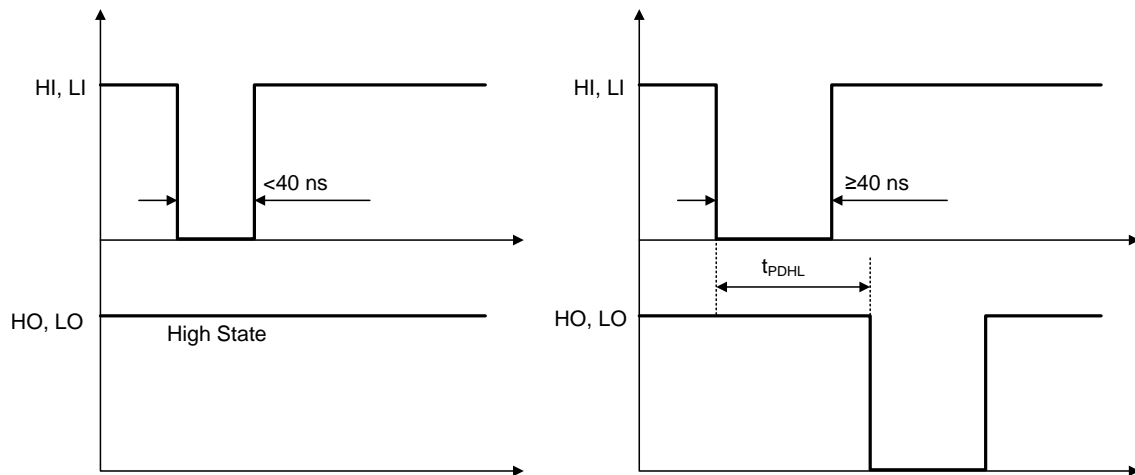 HI, LI
<40 ns
HO, LO
High State
HI, LI
≥40 ns
tPDHL
HO, LO